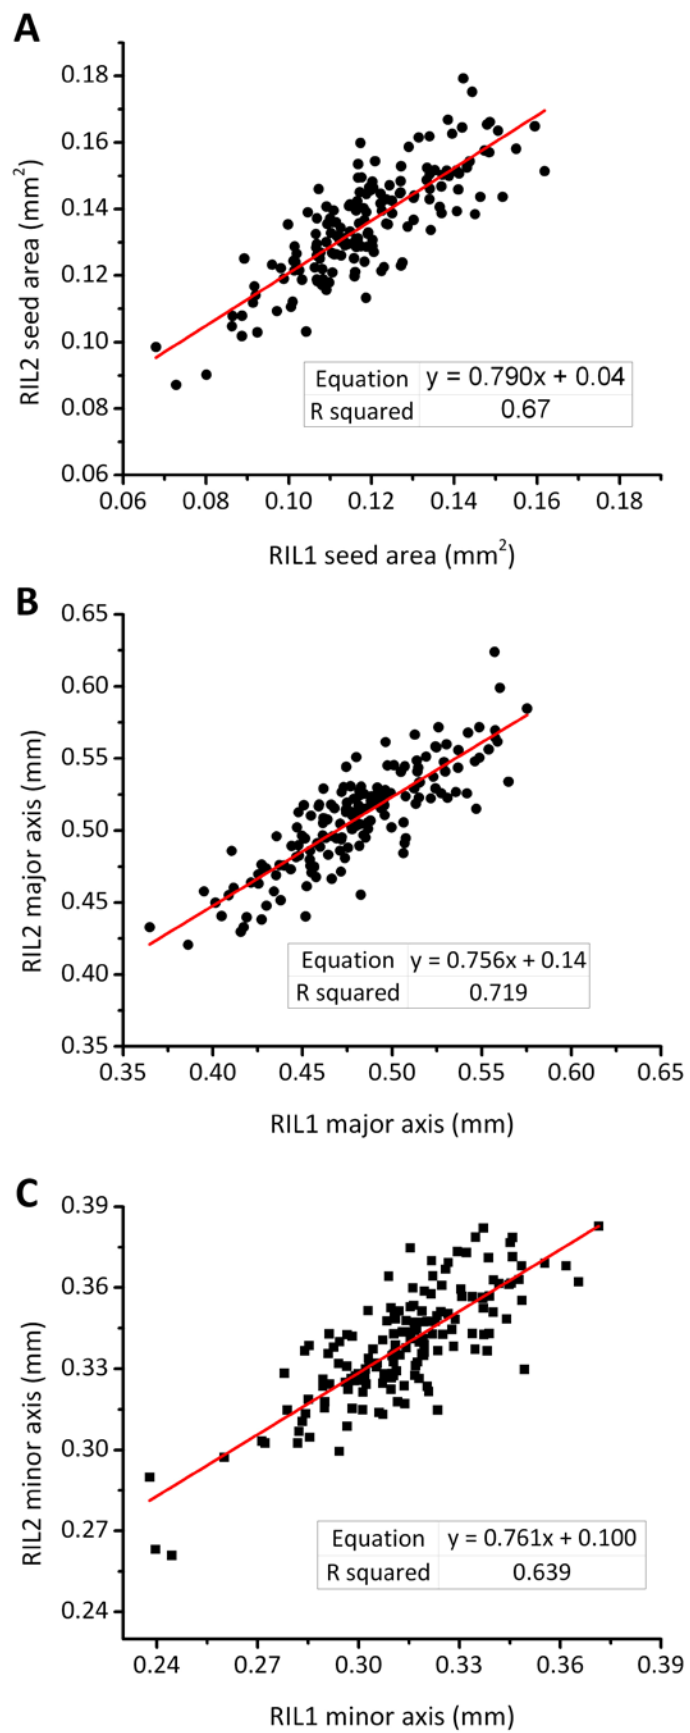 A
0.18
0.16
0.14
0.12
0.10
0.08
0.06
RIL2 seed area (mm²)
Equation y = 0.790x + 0.04
R squared 0.67
0.06 0.08 0.10 0.12 0.14 0.16 0.18
RIL1 seed area (mm²)
B
0.65
0.60
0.55
0.50
0.45
0.40
0.35
RIL2 major axis (mm)
Equation y = 0.756x + 0.14
R squared 0.719
0.35 0.40 0.45 0.50 0.55 0.60 0.65
RIL1 major axis (mm)
C
0.39
0.36
0.33
0.30
0.27
0.24
RIL2 minor axis (mm)
Equation y = 0.761x + 0.100
R squared 0.639
0.24 0.27 0.30 0.33 0.36 0.39
RIL1 minor axis (mm)